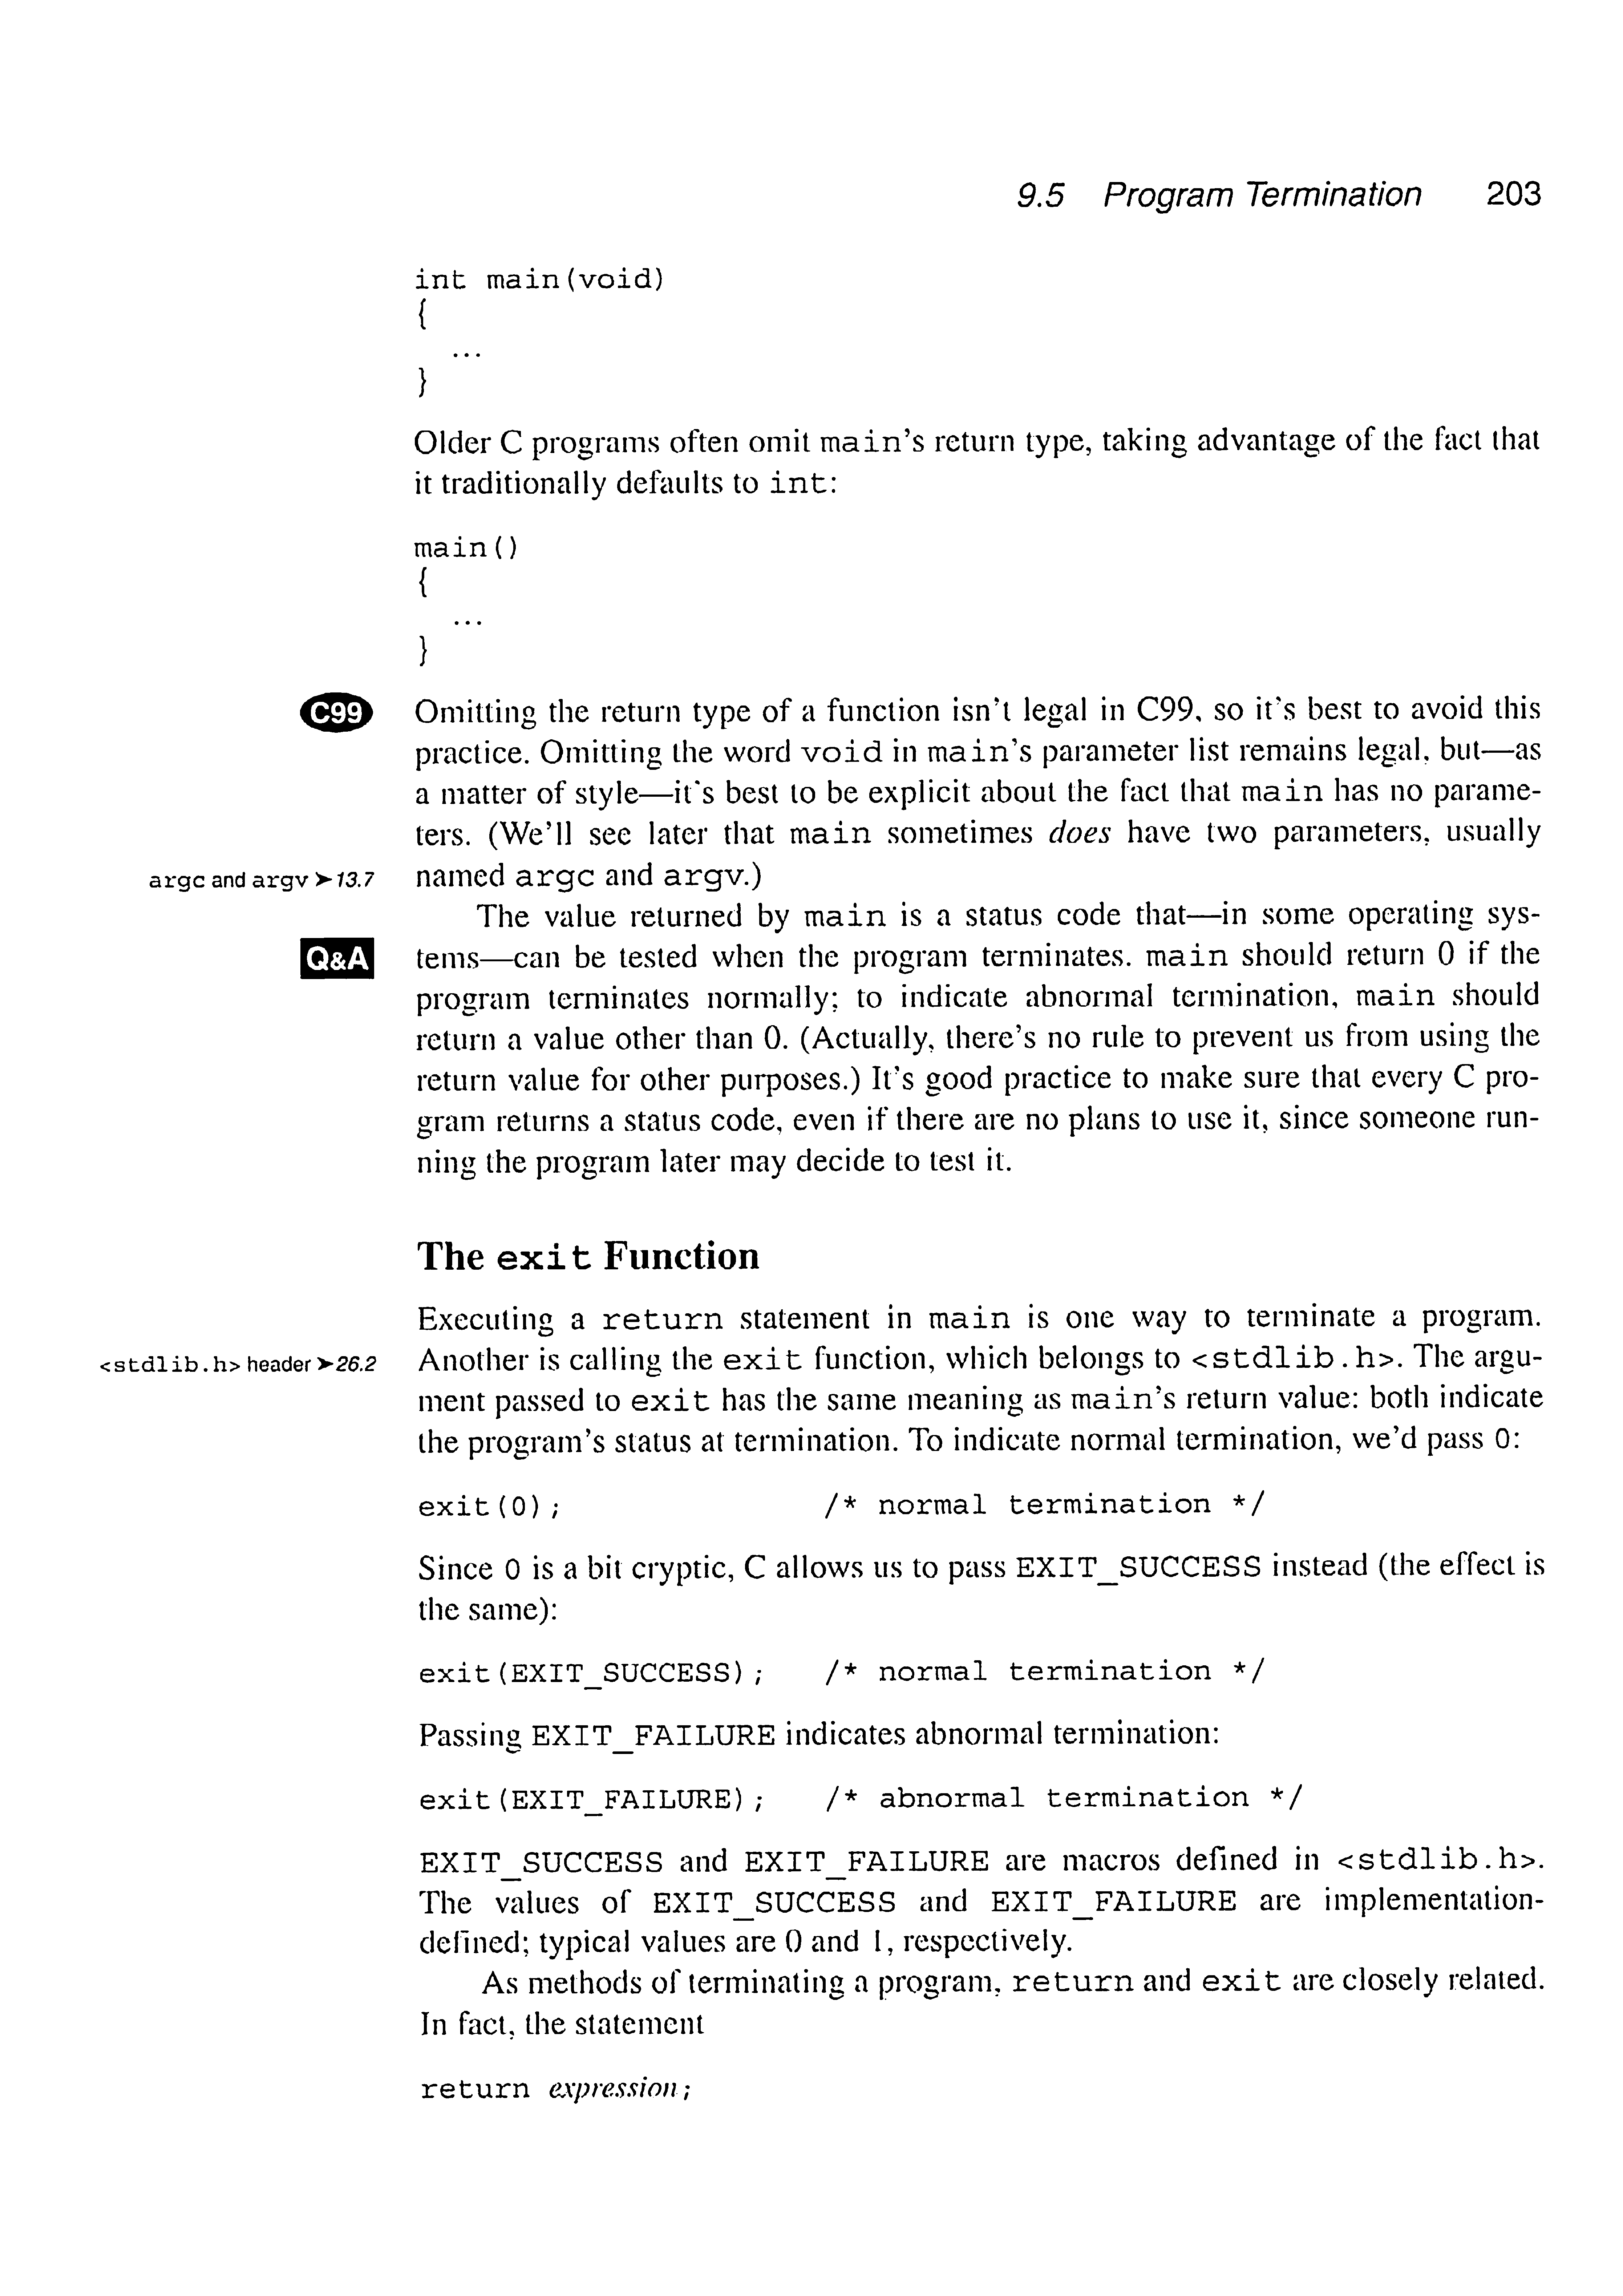 9.5 Program Termination 203
int main(void)
{
...
}
Older C programs often omit main's return type, taking advantage of the fact that
it traditionally defaults to int:
main()
{
...
}
C99
Omitting the return type of a function isn't legal in C99, so it's best to avoid this
practice. Omitting the word void in main's parameter list remains legal, but—as
a matter of style—it's best to be explicit about the fact that main has no parame-
ters. (We'll see later that main sometimes does have two parameters, usually
argc and argv ➤13.7
named argc and argv.)
The value returned by main is a status code that—in some operating sys-
Q&A
tems—can be tested when the program terminates. main should return 0 if the
program terminates normally; to indicate abnormal termination, main should
return a value other than 0. (Actually, there's no rule to prevent us from using the
return value for other purposes.) It's good practice to make sure that every C pro-
gram returns a status code, even if there are no plans to use it, since someone run-
ning the program later may decide to test it.
The exit Function
Executing a return statement in main is one way to terminate a program.
<stdlib.h> header ➤26.2
Another is calling the exit function, which belongs to <stdlib.h>. The argu-
ment passed to exit has the same meaning as main's return value: both indicate
the program's status at termination. To indicate normal termination, we'd pass 0:
exit(0); /* normal termination */
Since 0 is a bit cryptic, C allows us to pass EXIT_SUCCESS instead (the effect is
the same):
exit(EXIT_SUCCESS); /* normal termination */
Passing EXIT_FAILURE indicates abnormal termination:
exit(EXIT_FAILURE); /* abnormal termination */
EXIT_SUCCESS and EXIT_FAILURE are macros defined in <stdlib.h>.
The values of EXIT_SUCCESS and EXIT_FAILURE are implementation-
defined; typical values are 0 and 1, respectively.
As methods of terminating a program, return and exit are closely related.
In fact, the statement
return expression;